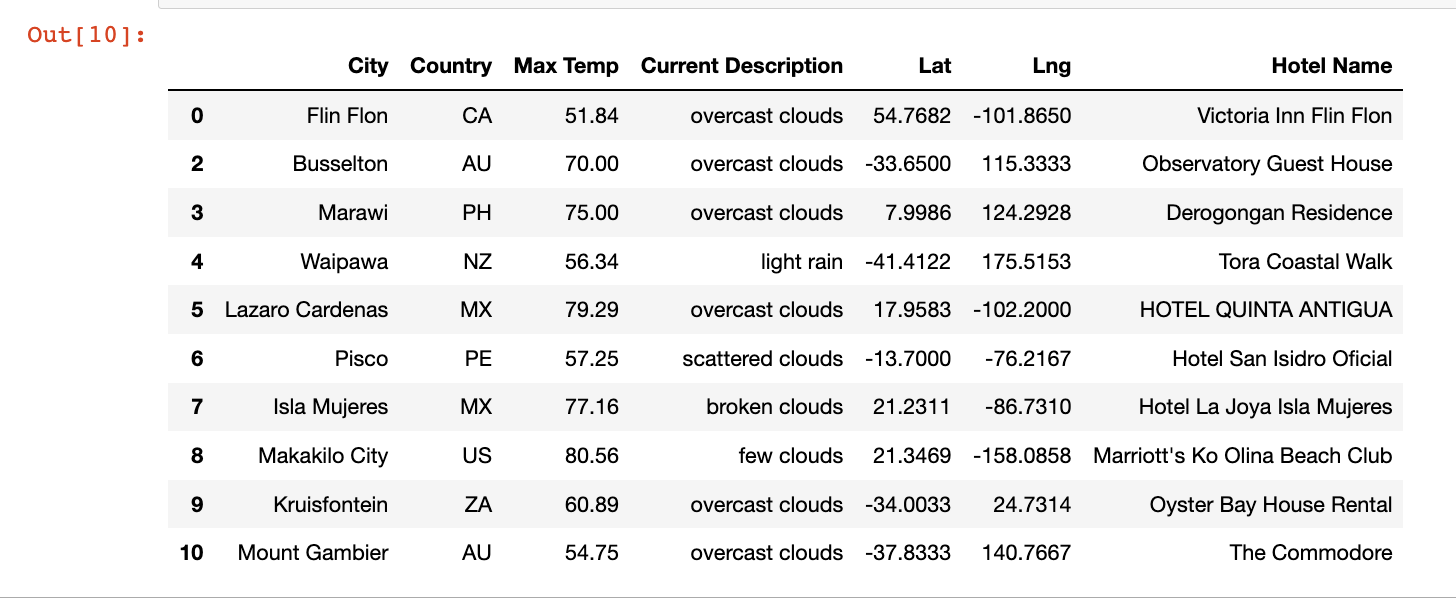 Out[10]:
City Country Max Temp Current Description Lat Lng Hotel Name
0 Flin Flon CA 51.84 overcast clouds 54.7682 -101.8650 Victoria Inn Flin Flon
2 Busselton AU 70.00 overcast clouds -33.6500 115.3333 Observatory Guest House
3 Marawi PH 75.00 overcast clouds 7.9986 124.2928 Derogongan Residence
4 Waipawa NZ 56.34 light rain -41.4122 175.5153 Tora Coastal Walk
5 Lazaro Cardenas MX 79.29 overcast clouds 17.9583 -102.2000 HOTEL QUINTA ANTIGUA
6 Pisco PE 57.25 scattered clouds -13.7000 -76.2167 Hotel San Isidro Oficial
7 Isla Mujeres MX 77.16 broken clouds 21.2311 -86.7310 Hotel La Joya Isla Mujeres
8 Makakilo City US 80.56 few clouds 21.3469 -158.0858 Marriott's Ko Olina Beach Club
9 Kruisfontein ZA 60.89 overcast clouds -34.0033 24.7314 Oyster Bay House Rental
10 Mount Gambier AU 54.75 overcast clouds -37.8333 140.7667 The Commodore